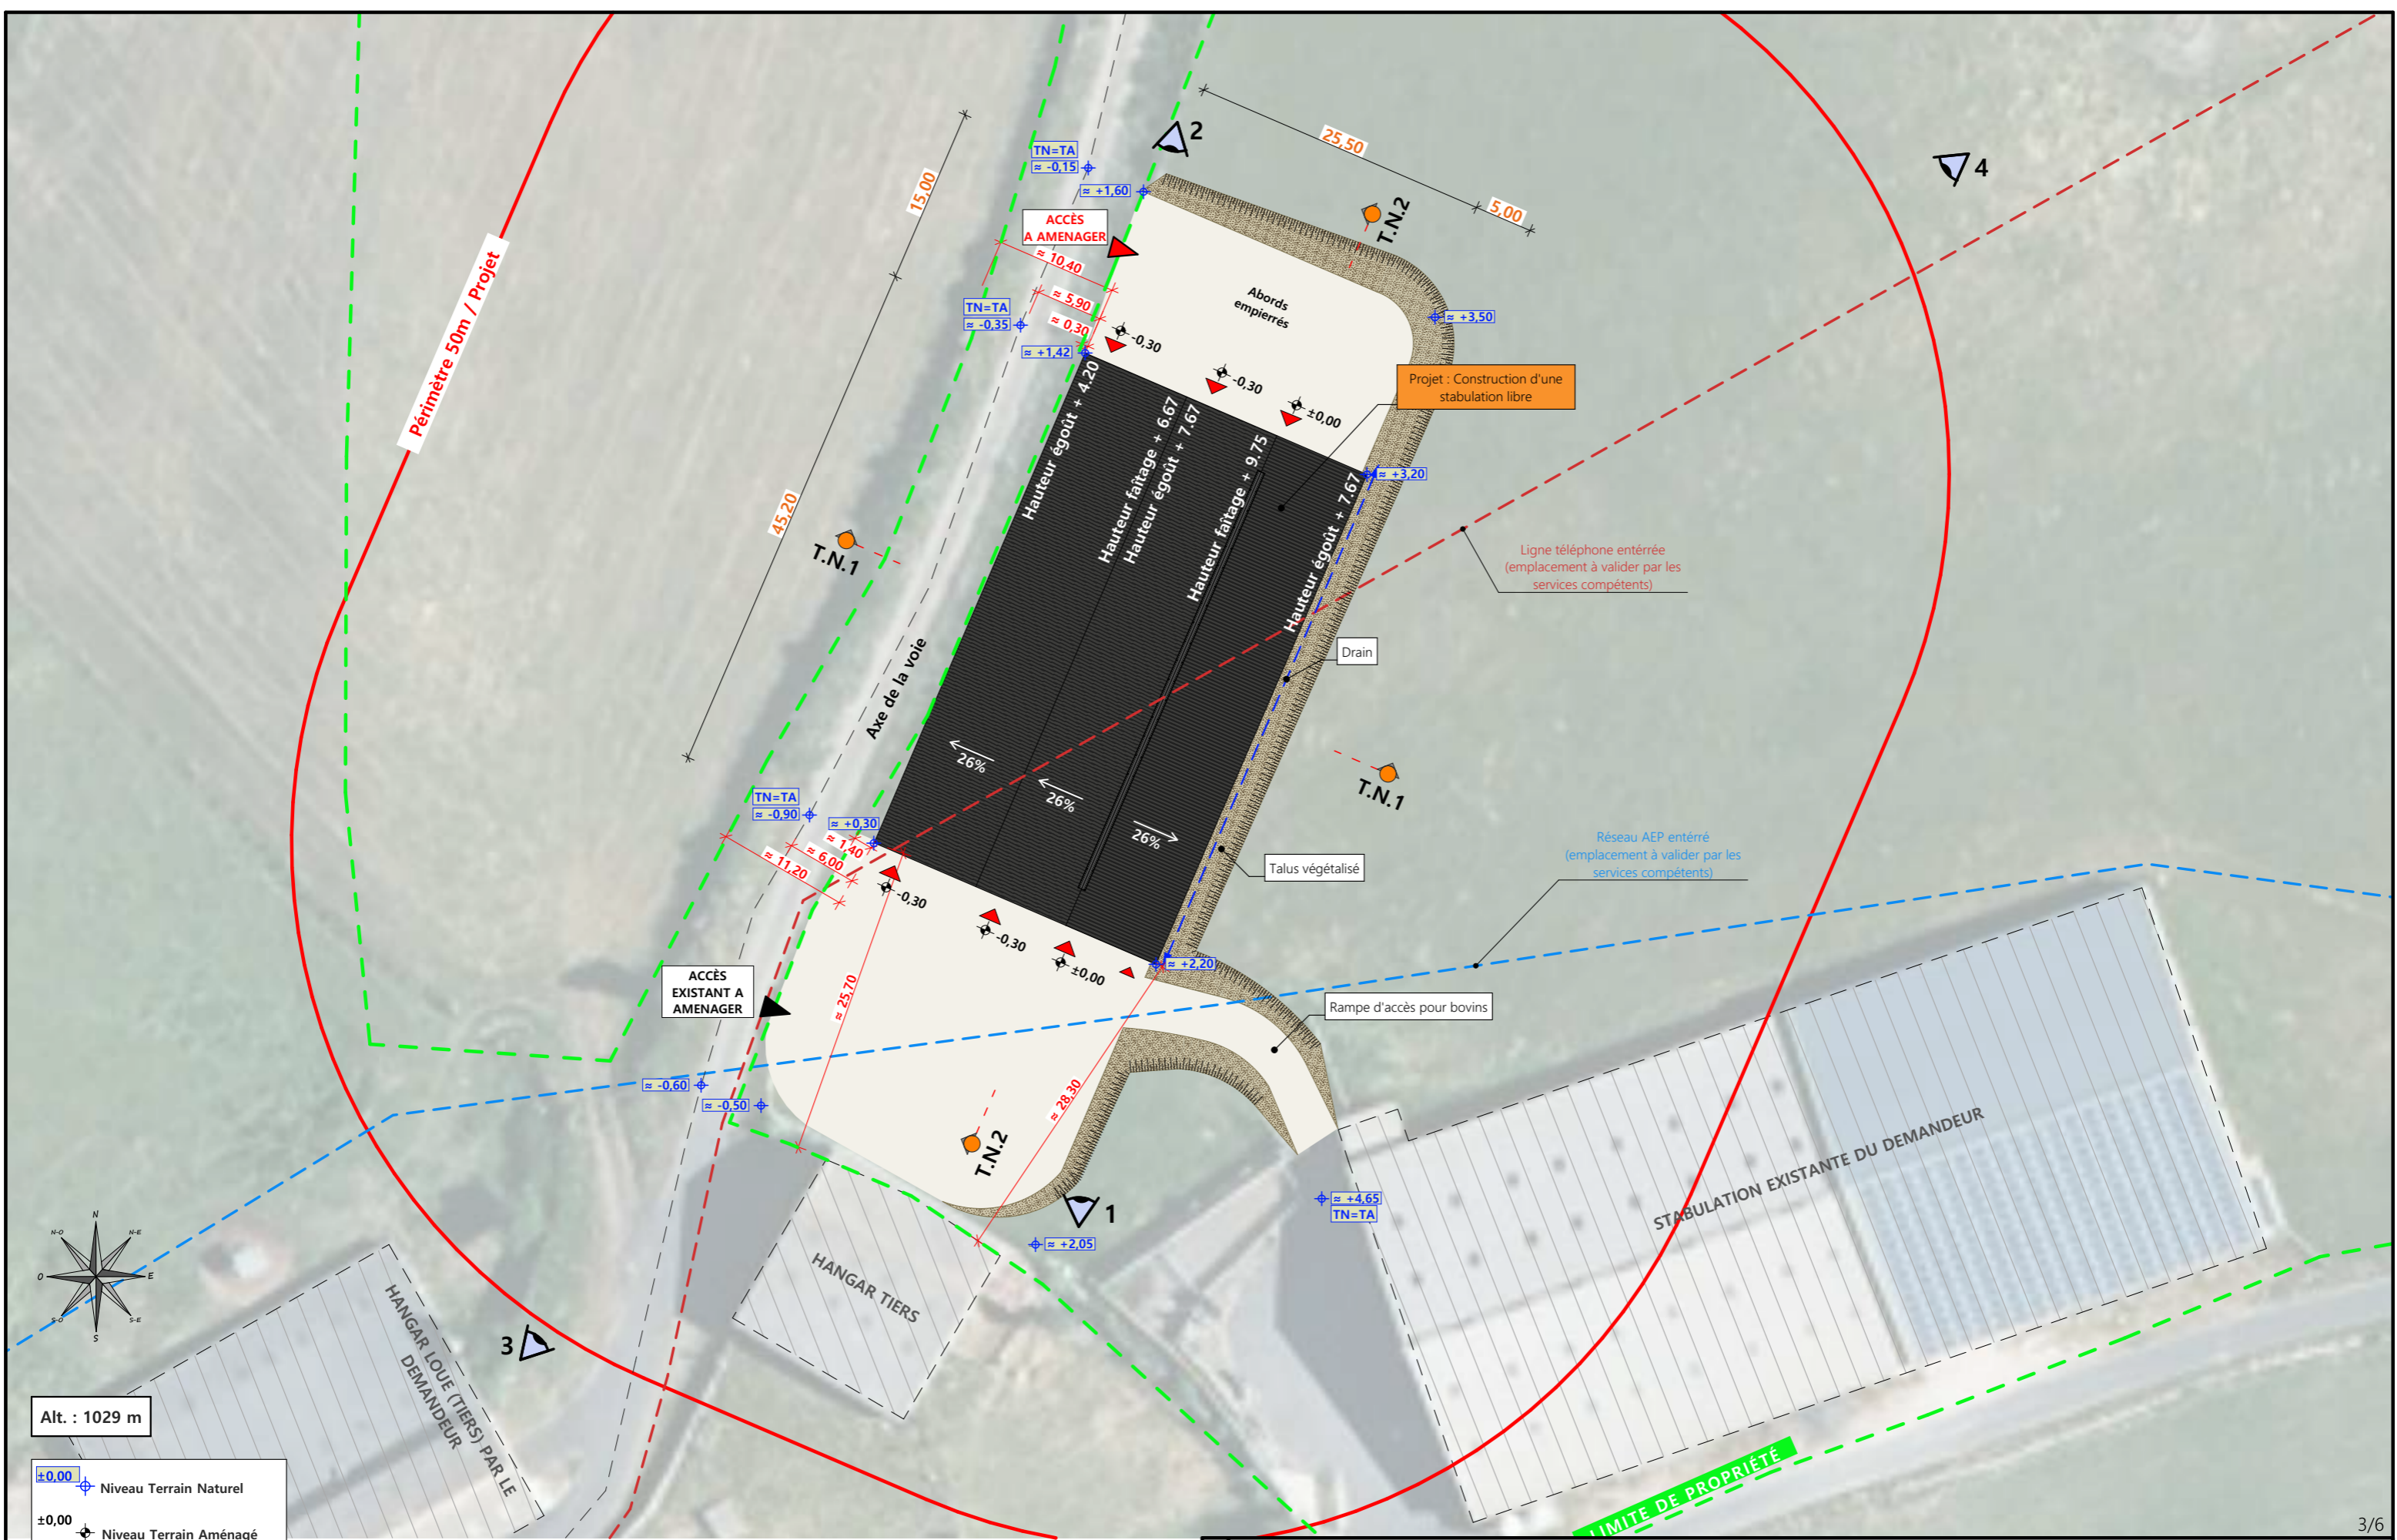 2
4
25,50
5,00
15,00
TN=TA
≈ -0,15
≈ +1,60
T.N.2
ACCÈS
A AMENAGER
≈ 10,40
Abords
empierrés
Périmètre 50m / Projet
≈ 5,90
TN=TA
≈ -0,35
≈ 0,30
≈ +1,42
-0,30
≈ +3,50
-0,30
±0,00
Projet : Construction d'une
stabulation libre
Hauteur égoût + 4.20
Hauteur faîtage + 6.67
Hauteur égoût + 7.67
Hauteur faîtage + 9.75
Hauteur égoût + 7.67
≈ +3,20
45,20
T.N.1
Ligne téléphone entérrée
(emplacement à valider par les
services compétents)
Drain
Axe de la voie
26%
26%
26%
T.N.1
TN=TA
≈ -0,90
≈ +0,30
≈ 1,40
≈ 6,00
≈ 11,20
Réseau AEP entérré
(emplacement à valider par les
services compétents)
Talus végétalisé
-0,30
-0,30
±0,00
≈ +2,20
ACCÈS
EXISTANT A
AMENAGER
≈ 25,70
Rampe d'accès pour bovins
≈ -0,60
≈ -0,50
≈ 28,30
T.N.2
STABULATION EXISTANTE DU DEMANDEUR
1
≈ +4,65
TN=TA
≈ +2,05
HANGAR TIERS
N
N-O
N-E
O
E
S-O
S-E
S
3
HANGAR LOUE (TIERS) PAR LE
DEMANDEUR
Alt. : 1029 m
±0,00
Niveau Terrain Naturel
±0,00
Niveau Terrain Aménagé
LIMITE DE PROPRIÉTÉ
3/6